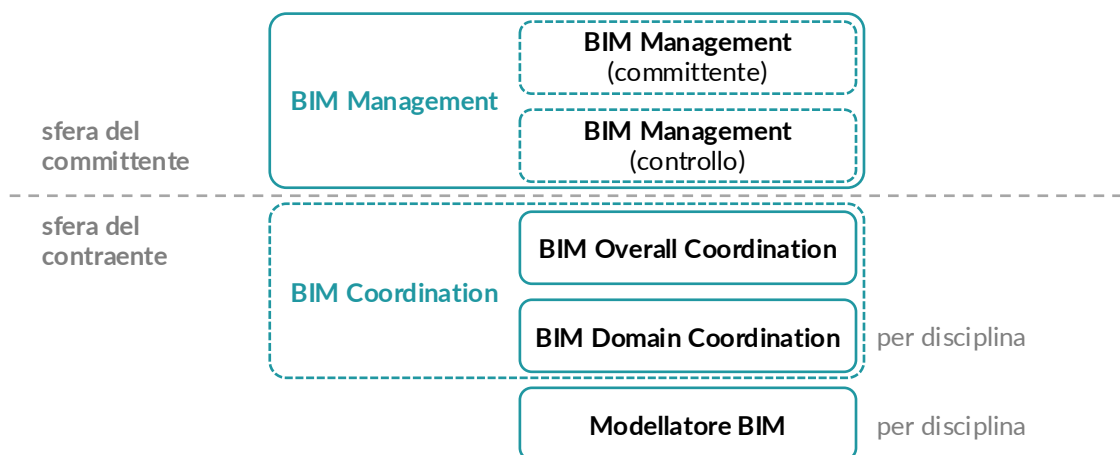 BIM Management
(committente)
BIM Management
BIM Management
(controllo)
sfera del
committente
sfera del
contraente
BIM Overall Coordination
BIM Coordination
BIM Domain Coordination
per disciplina
Modellatore BIM
per disciplina